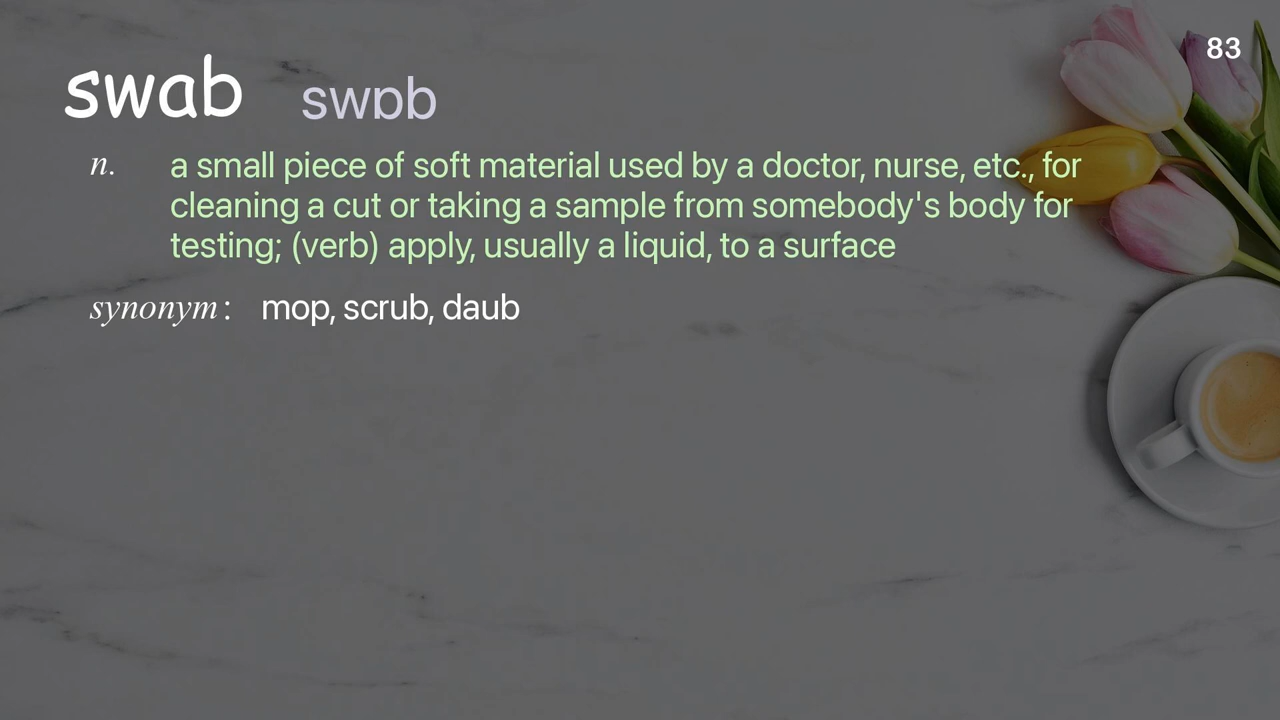 83
swab swɒb
n. a small piece of soft material used by a doctor, nurse, etc., for
cleaning a cut or taking a sample from somebody's body for
testing; (verb) apply, usually a liquid, to a surface
synonym: mop, scrub, daub